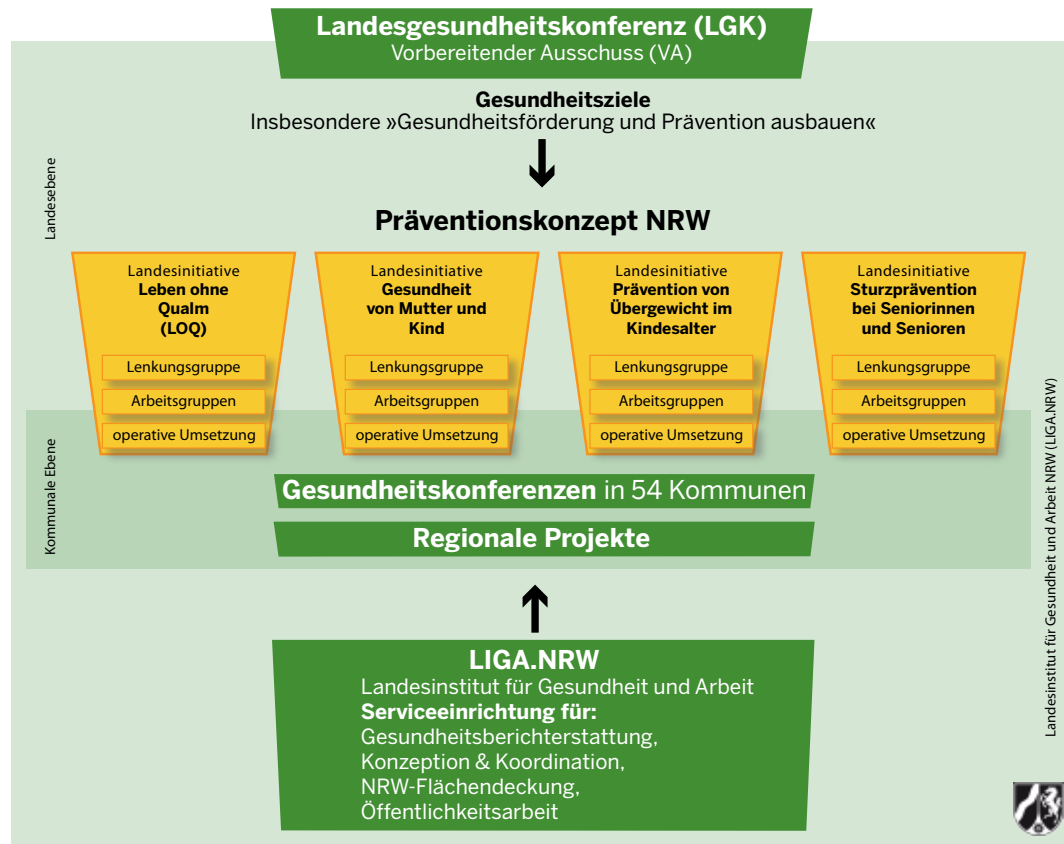 Landesgesundheitskonferenz (LGK)
Vorbereitender Ausschuss (VA)
Gesundheitsziele
Insbesondere »Gesundheitsförderung und Prävention ausbauen«
Landesebene
Präventionskonzept NRW
Landesinitiative
Leben ohne
Qualm
(LOQ)
Lenkungsgruppe
Arbeitsgruppen
operative Umsetzung
Landesinitiative
Gesundheit
von Mutter und
Kind
Lenkungsgruppe
Arbeitsgruppen
operative Umsetzung
Landesinitiative
Prävention von
Übergewicht im
Kindesalter
Lenkungsgruppe
Arbeitsgruppen
operative Umsetzung
Landesinitiative
Sturzprävention
bei Seniorinnen
und Senioren
Lenkungsgruppe
Arbeitsgruppen
operative Umsetzung
Kommunale Ebene
Gesundheitskonferenzen in 54 Kommunen
Regionale Projekte
LIGA.NRW
Landesinstitut für Gesundheit und Arbeit
Serviceeinrichtung für:
Gesundheitsberichterstattung,
Konzeption & Koordination,
NRW-Flächendeckung,
Öffentlichkeitsarbeit
Landesinstitut für Gesundheit und Arbeit NRW (LIGA.NRW)